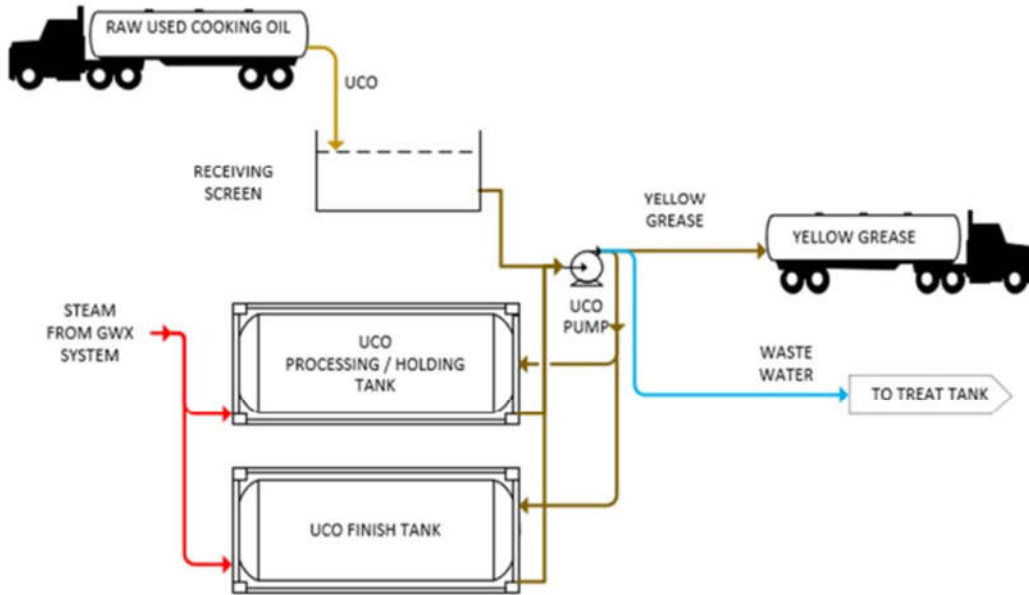 RAW USED COOKING OIL
UCO
RECEIVING
SCREEN
YELLOW
GREASE
YELLOW GREASE
UCO
PUMP
STEAM
FROM GWX
SYSTEM
UCO
PROCESSING / HOLDING
TANK
WASTE
WATER
TO TREAT TANK
UCO FINISH TANK